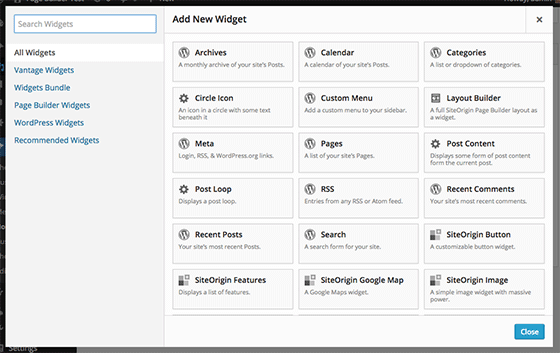 Search Widgets
All Widgets
Vantage Widgets
Widgets Bundle
Page Builder Widgets
WordPress Widgets
Recommended Widgets
Add New Widget
Archives
A monthly archive of your site's Posts.
Calendar
A calendar of your site's Posts.
Categories
A list or dropdown of categories.
Circle Icon
An icon in a circle with some text
beneath it
Custom Menu
Add a custom menu to your sidebar.
Layout Builder
A full SiteOrigin Page Builder layout as
a widget.
Meta
Login, RSS, & WordPress.org links.
Pages
A list of your site's Pages.
Post Content
Displays some form of post content
form the current post.
Post Loop
Displays a post loop.
RSS
Entries from any RSS or Atom feed.
Recent Comments
Your site's most recent comments.
Recent Posts
Your site's most recent Posts.
Search
A search form for your site.
SiteOrigin Button
A customizable button widget.
SiteOrigin Features
Displays a list of features.
SiteOrigin Google Map
A Google Maps widget.
SiteOrigin Image
A simple image widget with massive
power.
Close
Settings